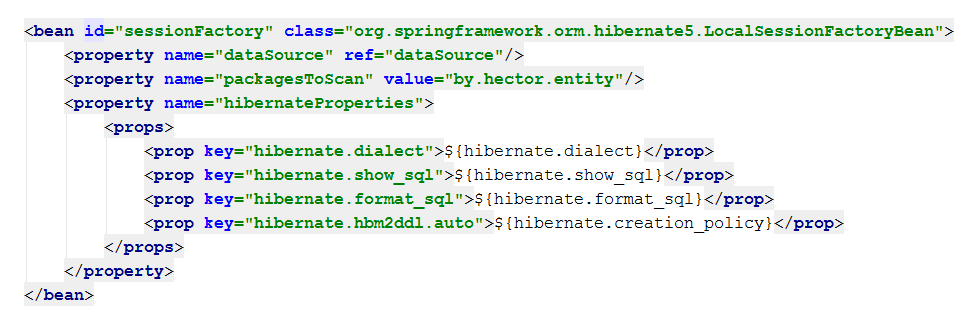 <bean id="sessionFactory" class="org.springframework.orm.hibernate5.LocalSessionFactoryBean">
    <property name="dataSource" ref="dataSource"/>
    <property name="packagesToScan" value="by.hector.entity"/>
    <property name="hibernateProperties">
        <props>
            <prop key="hibernate.dialect">${hibernate.dialect}</prop>
            <prop key="hibernate.show_sql">${hibernate.show_sql}</prop>
            <prop key="hibernate.format_sql">${hibernate.format_sql}</prop>
            <prop key="hibernate.hbm2ddl.auto">${hibernate.creation_policy}</prop>
        </props>
    </property>
</bean>